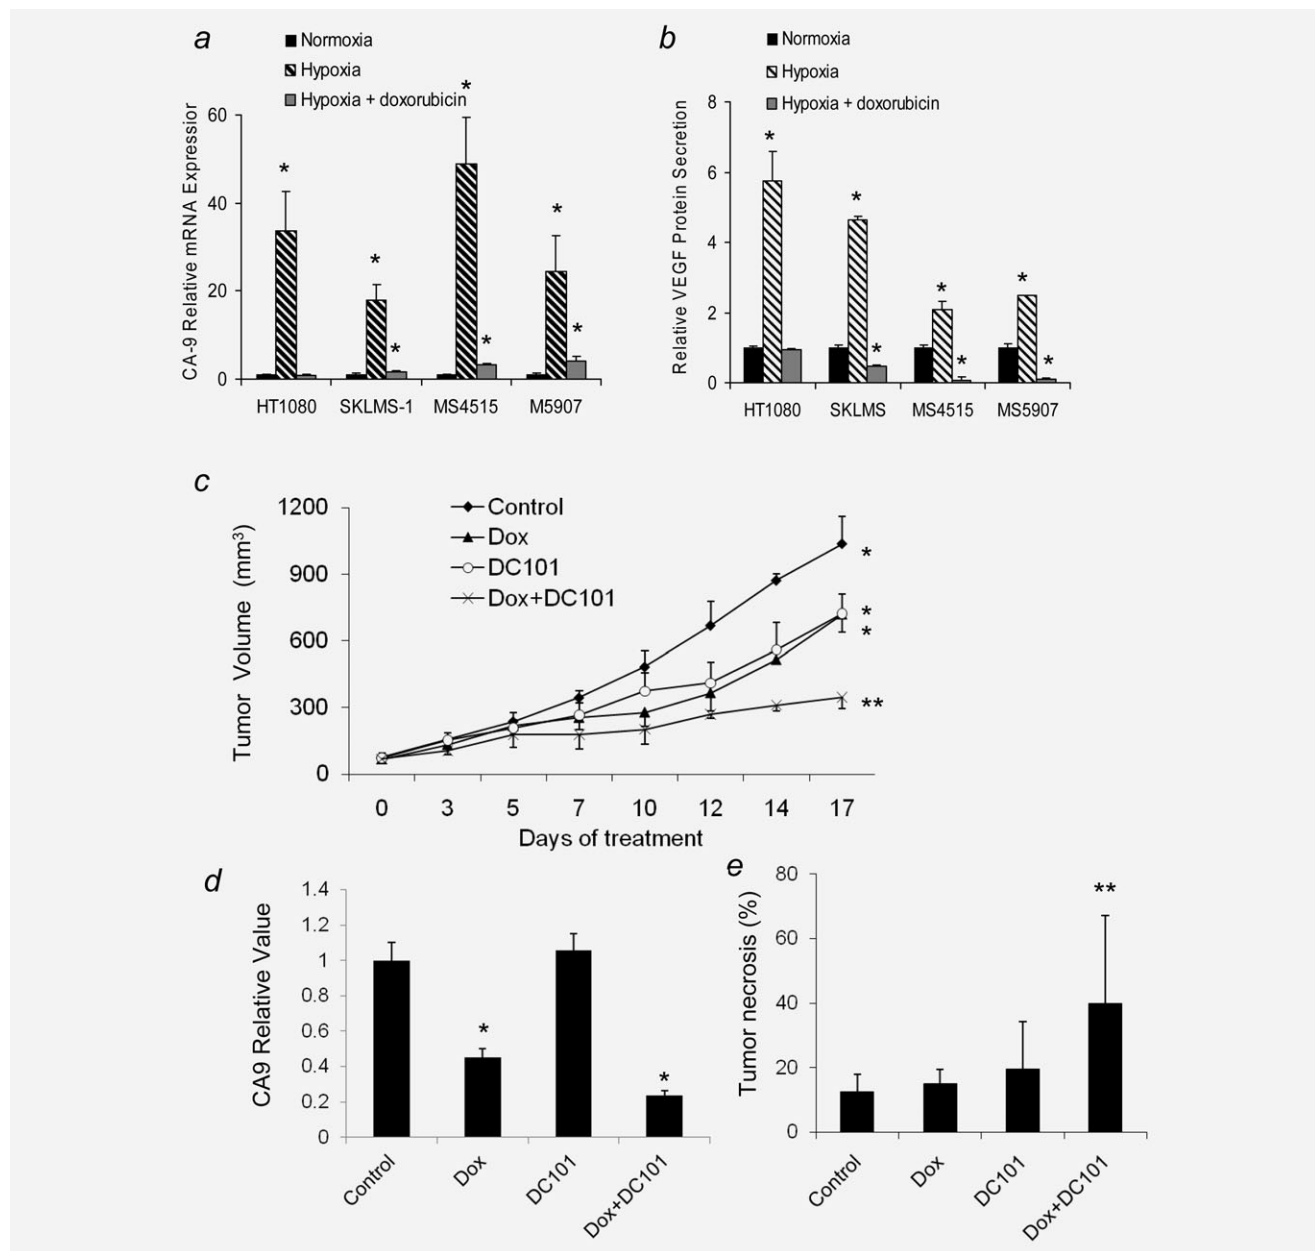 a
Normoxia
Hypoxia
Hypoxia + doxorubicin
CA-9 Relative mRNA Expression
60
40
20
0
*
*
*
*
*
*
*
HT1080 SKLMS-1 MS4515 M5907
b
Normoxia
Hypoxia
Hypoxia + doxorubicin
Relative VEGF Protein Secretion
8
6
4
2
0
*
*
*
*
*
*
*
HT1080 SKLMS MS4515 MS5907
c
Control
Dox
DC101
Dox+DC101
Tumor Volume (mm³)
1200
900
600
300
0
*
*
*
**
0 3 5 7 10 12 14 17
Days of treatment
d
CA9 Relative Value
1.4
1.2
1
0.8
0.6
0.4
0.2
0
*
*
Control Dox DC101 Dox+DC101
e
Tumor necrosis (%)
80
60
40
20
0
**
Control Dox DC101 Dox+DC101